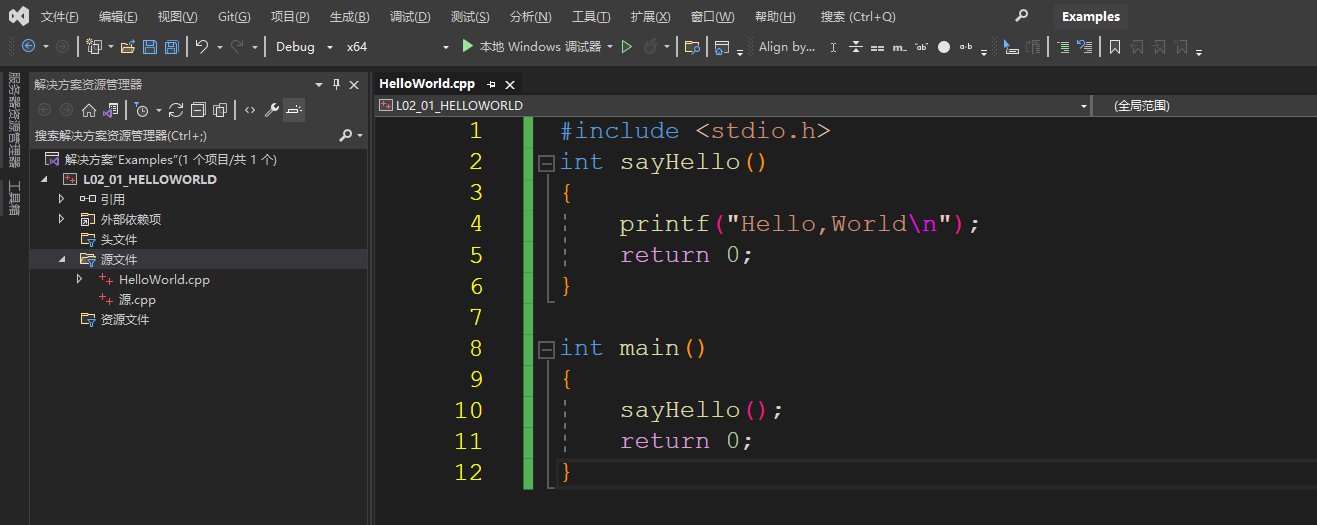 文件(F) 编辑(E) 视图(V) Git(G) 项目(P) 生成(B) 调试(D) 测试(S) 分析(N) 工具(T) 扩展(X) 窗口(W) 帮助(H) 搜索 (Ctrl+Q) Examples
Debug x64 本地 Windows 调试器 Align by...
服务器资源管理器
工具箱
解决方案资源管理器
搜索解决方案资源管理器(Ctrl+;)
解决方案"Examples"(1 个项目/共 1 个)
L02_01_HELLOWORLD
引用
外部依赖项
头文件
源文件
HelloWorld.cpp
源.cpp
资源文件
HelloWorld.cpp
L02_01_HELLOWORLD (全局范围)
1 #include <stdio.h>
2 int sayHello()
3 {
4 printf("Hello,World\n");
5 return 0;
6 }
7
8 int main()
9 {
10 sayHello();
11 return 0;
12 }